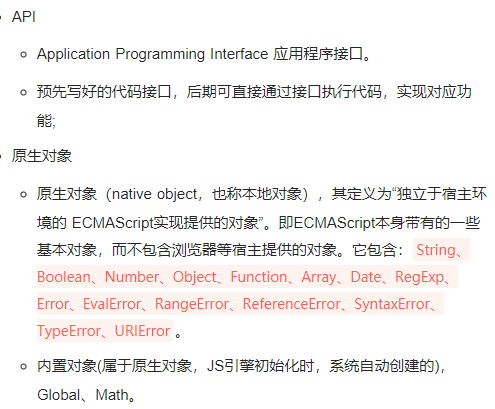 API
Application Programming Interface 应用程序接口。
预先写好的代码接口，后期可直接通过接口执行代码，实现对应功
能;
原生对象
原生对象（native object，也称本地对象），其定义为“独立于宿主环
境的 ECMAScript实现提供的对象”。即ECMAScript本身带有的一些
基本对象，而不包含浏览器等宿主提供的对象。它包含：String、
Boolean、Number、Object、Function、Array、Date、RegExp、
Error、EvalError、RangeError、ReferenceError、SyntaxError、
TypeError、URIError。
内置对象(属于原生对象，JS引擎初始化时，系统自动创建的)，
Global、Math。